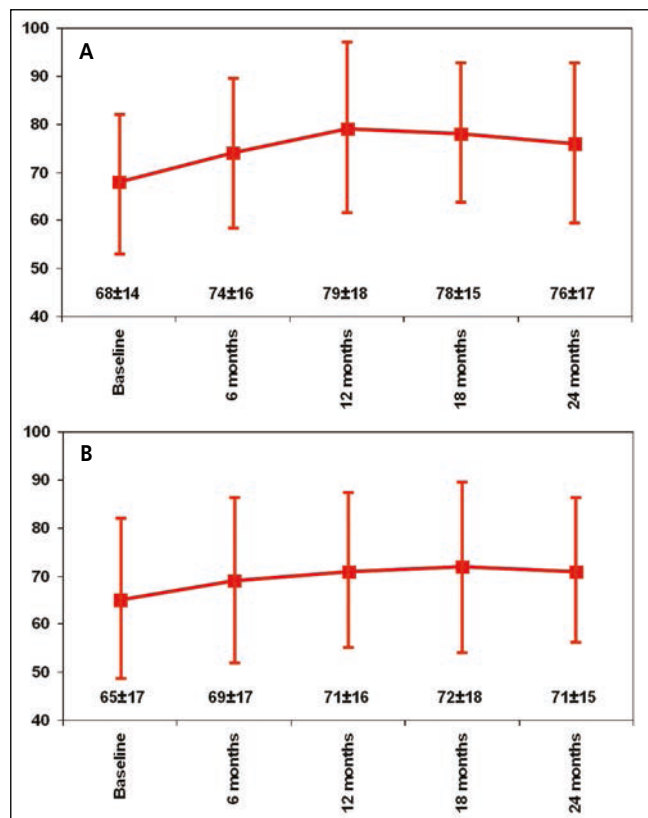 A
100
90
80
70
60
50
40
68±14 74±16 79±18 78±15 76±17
Baseline
6 months
12 months
18 months
24 months
B
100
90
80
70
60
50
40
65±17 69±17 71±16 72±18 71±15
Baseline
6 months
12 months
18 months
24 months